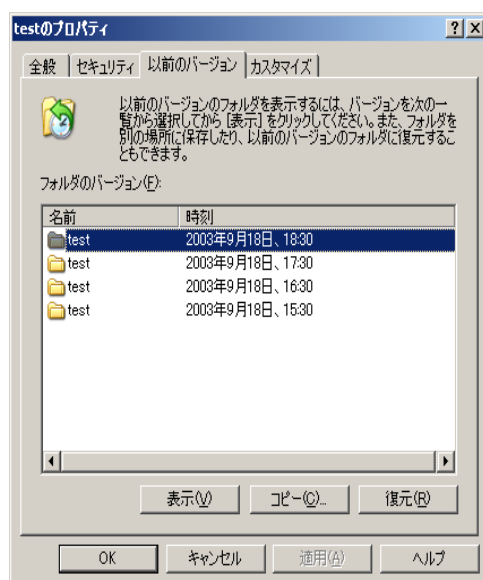 testのプロパティ
全般 セキュリティ 以前のバージョン カスタマイズ
以前のバージョンのフォルダを表示するには、バージョンを次の一
覧から選択してから [表示] をクリックしてください。また、フォルダを
別の場所に保存したり、以前のバージョンのフォルダに復元するこ
ともできます。
フォルダのバージョン(F):
名前 時刻
test 2003年9月18日、18:30
test 2003年9月18日、17:30
test 2003年9月18日、16:30
test 2003年9月18日、15:30
表示(V) コピー(C)... 復元(R)
OK キャンセル 適用(A) ヘルプ